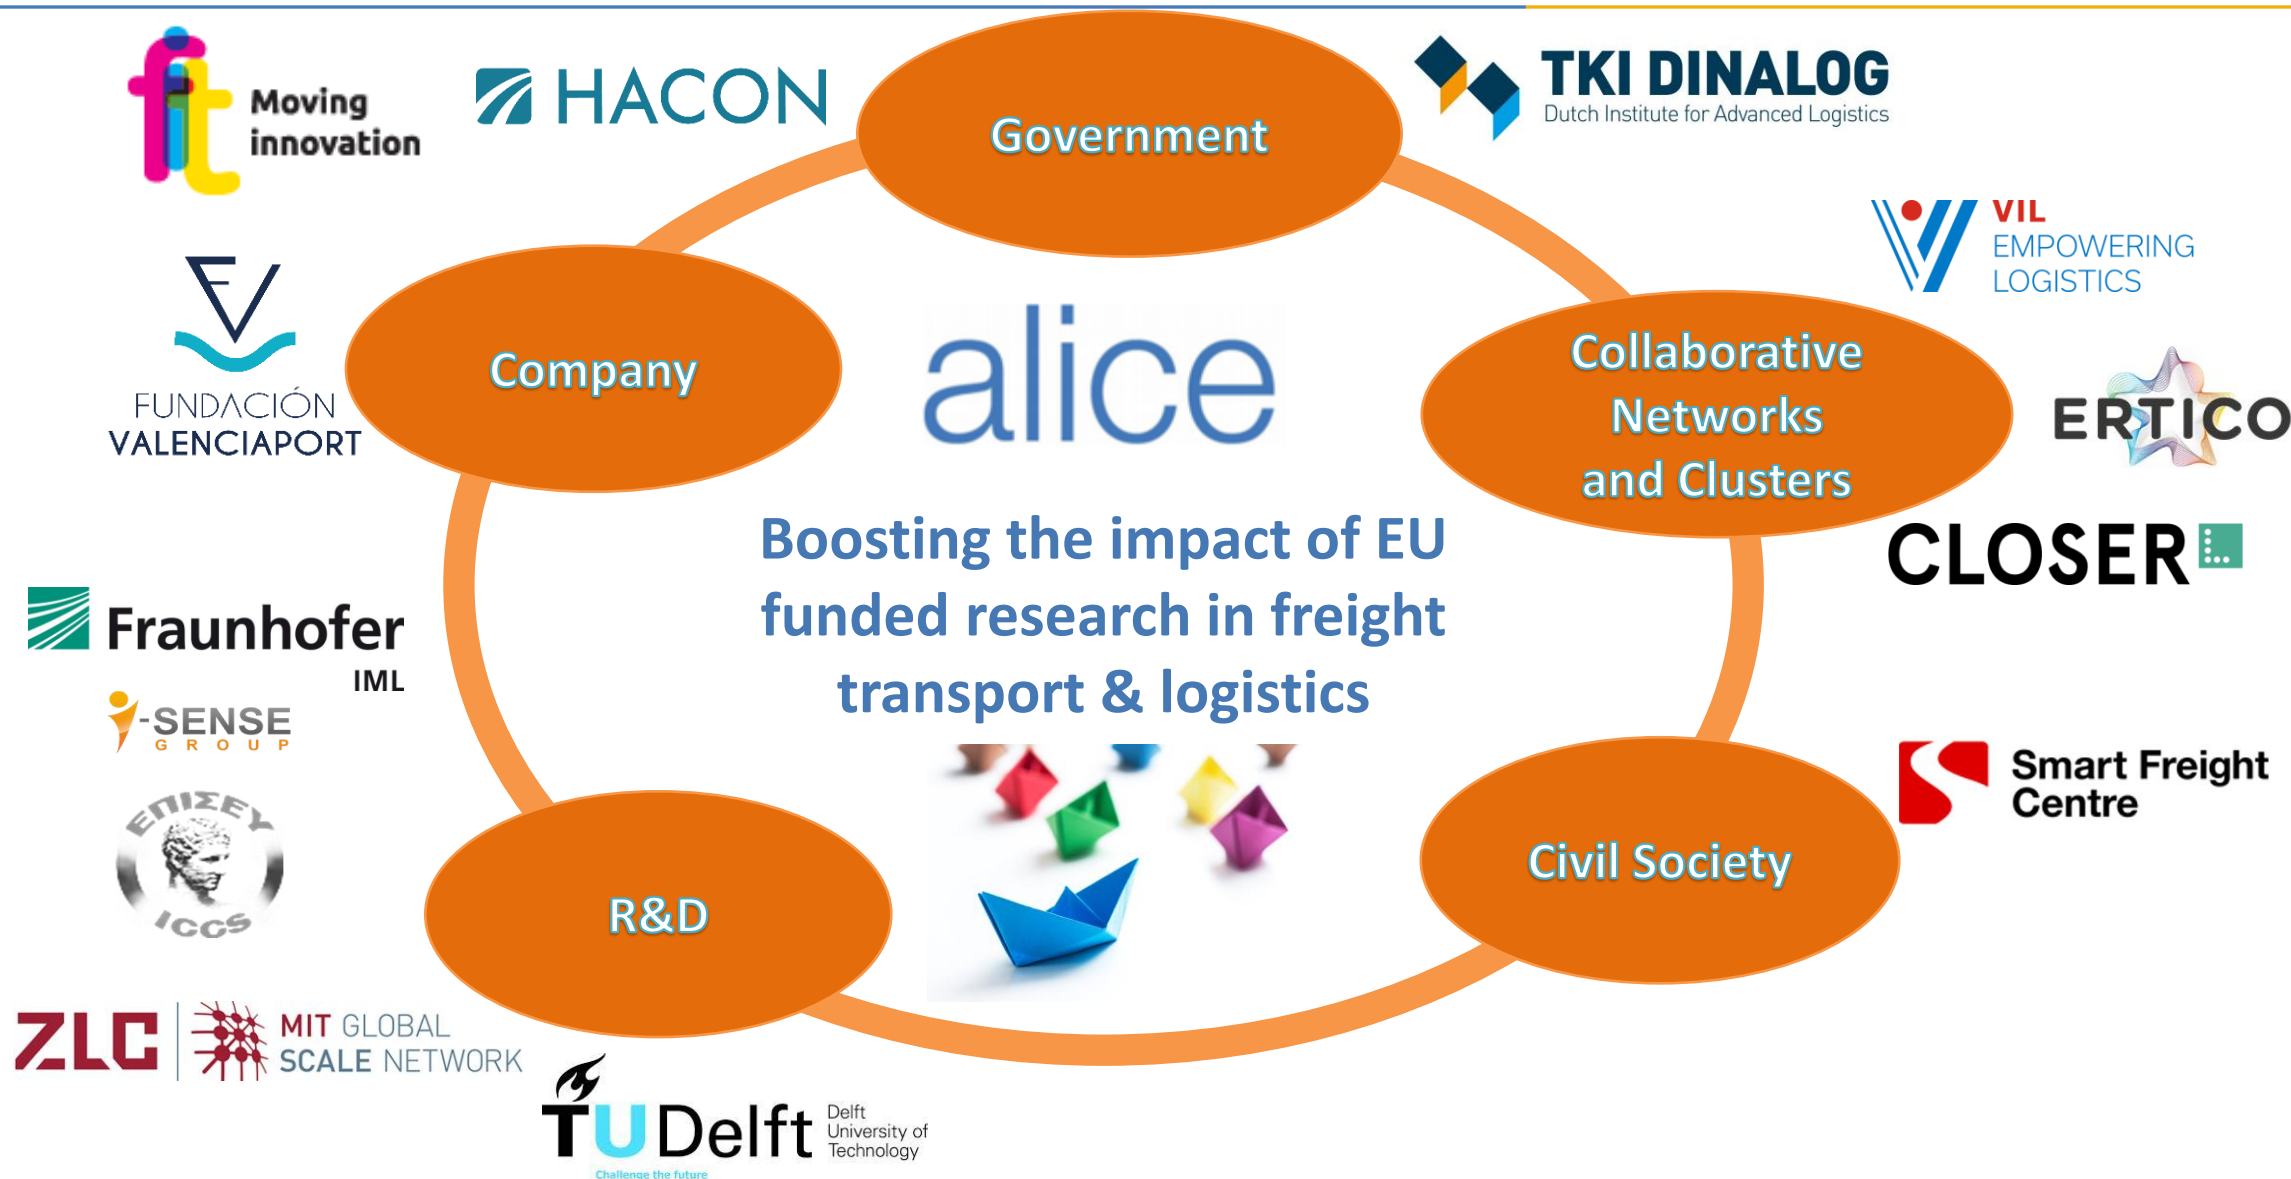 fit
Moving
innovation
HACON
Government
TKI DINALOG
Dutch Institute for Advanced Logistics
VIL
EMPOWERING
LOGISTICS
FUNDACIÓN
VALENCIAPORT
Company
alice
Collaborative
Networks
and Clusters
ERTICO
CLOSER
Boosting the impact of EU
funded research in freight
transport & logistics
Fraunhofer
IML
i-SENSE
GROUP
ΕΠΙΣΕΥ
ICCS
R&D
Civil Society
Smart Freight
Centre
ZLC
MIT GLOBAL
SCALE NETWORK
TU Delft
Delft
University of
Technology
Challenge the future